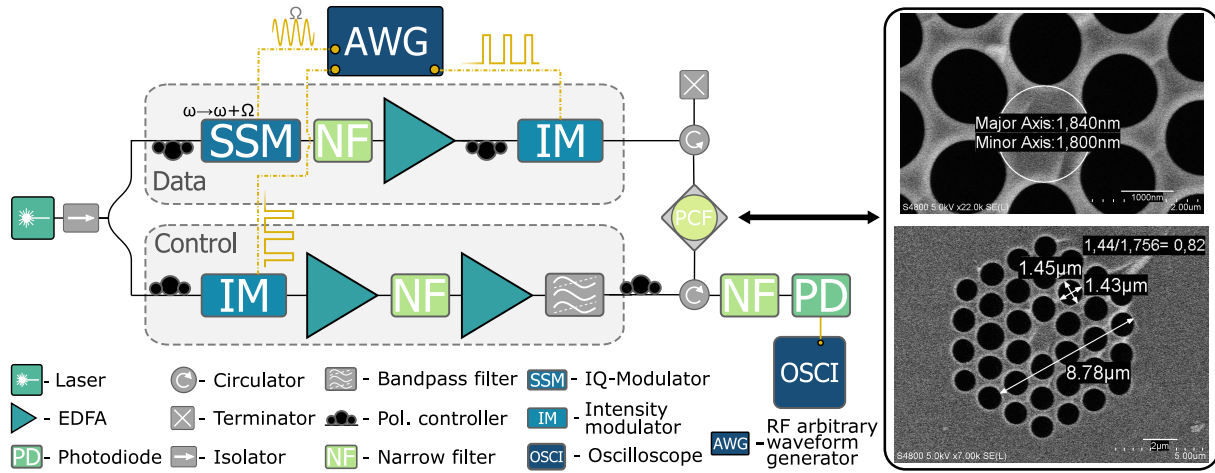 Ω
AWG
ω→ω+Ω
SSM
NF
IM
Data
Control
IM
NF
PCF
NF
PD
OSCI
Major Axis:1,840nm
Minor Axis:1,800nm
1000nm
S4800 5.0kV x22.0k SE(L)
2.00um
1,44/1,756= 0,82
1.45µm
1.43µm
8.78µm
2µm
S4800 5.0kV x7.00k SE(L)
5.00um
- Laser
- Circulator
- Bandpass filter
SSM - IQ-Modulator
- EDFA
- Terminator
- Pol. controller
IM - Intensity
modulator
PD - Photodiode
- Isolator
NF - Narrow filter
OSCI - Oscilloscope
AWG - RF arbitrary
waveform
generator